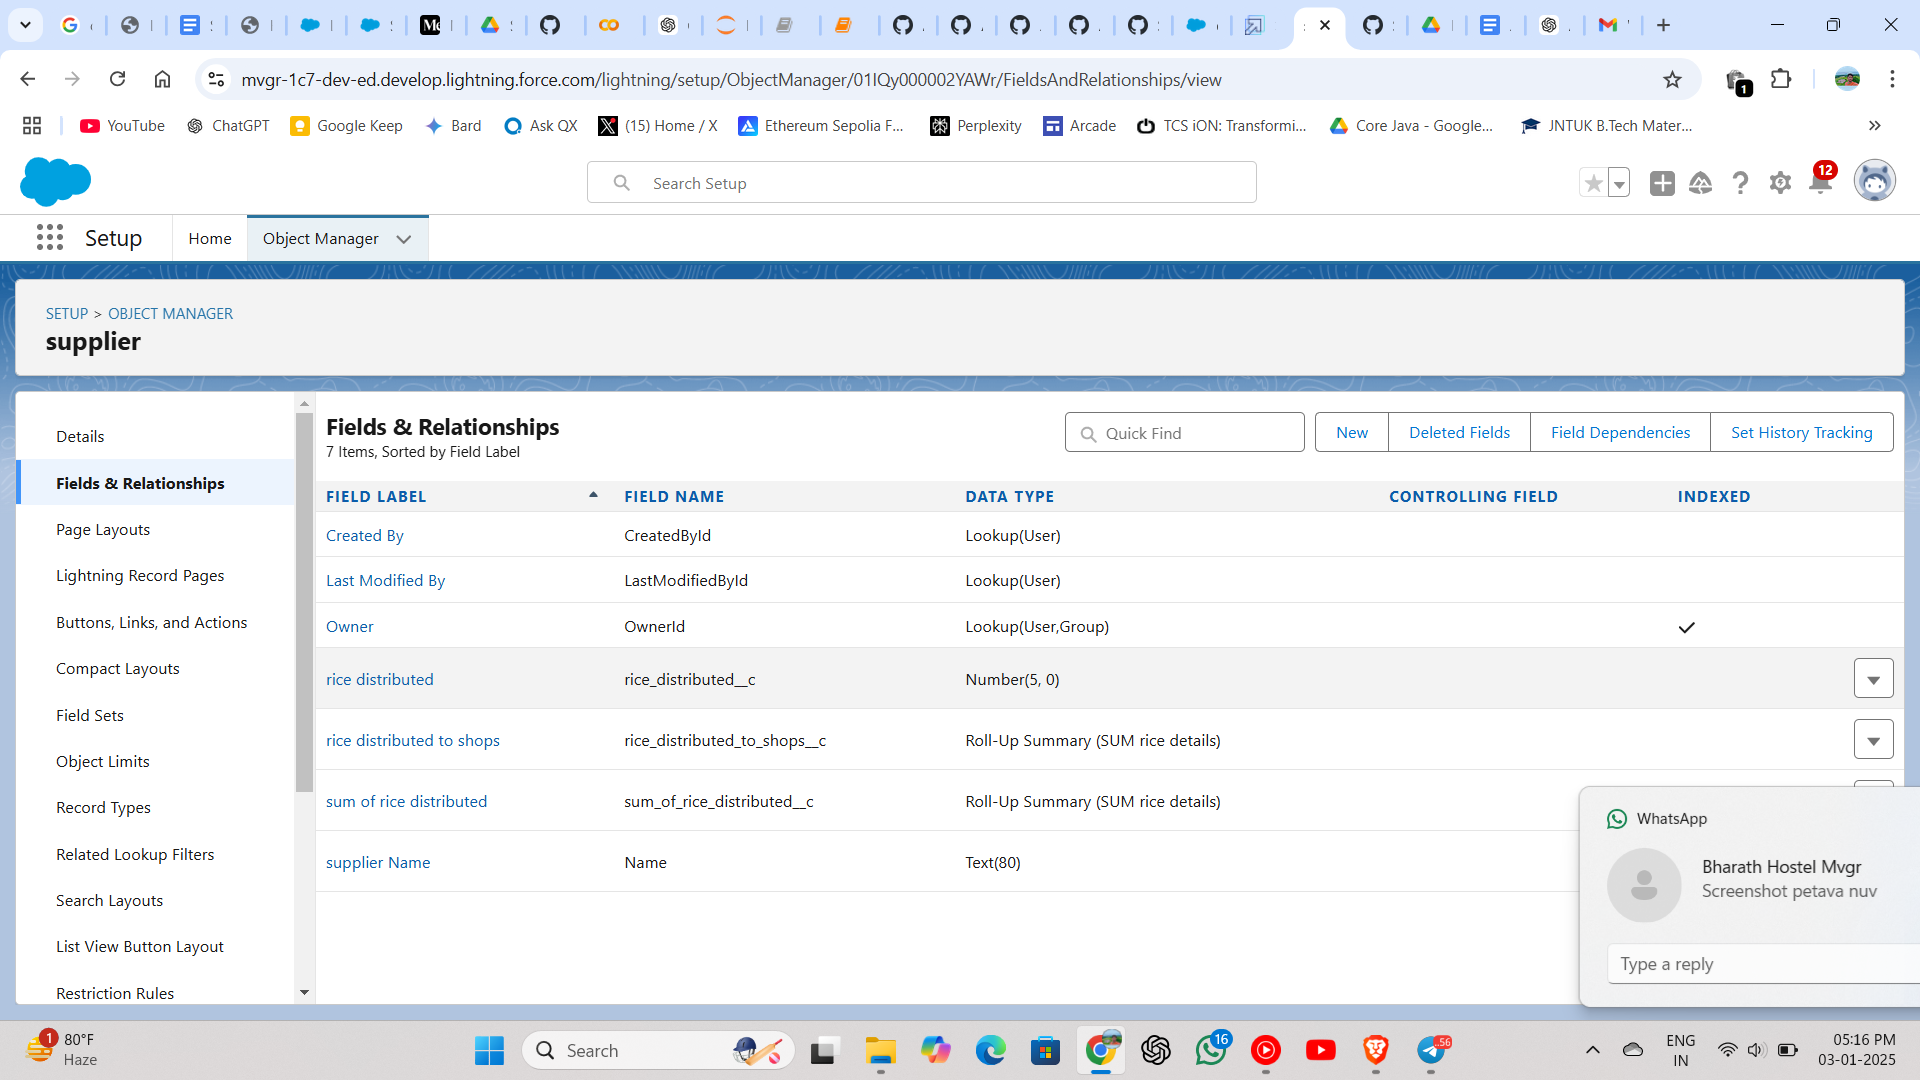 mvgr-1c7-dev-ed.develop.lightning.force.com/lightning/setup/ObjectManager/01IQy000002YAWr/FieldsAndRelationships/view
1
YouTube
ChatGPT
Google Keep
Bard
Ask QX
(15) Home / X
Ethereum Sepolia F...
Perplexity
Arcade
TCS iON: Transformi...
Core Java - Google...
JNTUK B.Tech Mater...
Search Setup
12
Setup
Home
Object Manager
SETUP > OBJECT MANAGER
supplier
Details
Fields & Relationships
Page Layouts
Lightning Record Pages
Buttons, Links, and Actions
Compact Layouts
Field Sets
Object Limits
Record Types
Related Lookup Filters
Search Layouts
List View Button Layout
Restriction Rules
Fields & Relationships
7 Items, Sorted by Field Label
Quick Find
New
Deleted Fields
Field Dependencies
Set History Tracking
FIELD LABEL FIELD NAME DATA TYPE CONTROLLING FIELD INDEXED
Created By CreatedById Lookup(User)
Last Modified By LastModifiedById Lookup(User)
Owner OwnerId Lookup(User,Group)
rice distributed rice_distributed__c Number(5, 0)
rice distributed to shops rice_distributed_to_shops__c Roll-Up Summary (SUM rice details)
sum of rice distributed sum_of_rice_distributed__c Roll-Up Summary (SUM rice details)
supplier Name Name Text(80)
WhatsApp
Bharath Hostel Mvgr
Screenshot petava nuv
Type a reply
1
80°F
Haze
Search
16
56
ENG
IN
05:16 PM
03-01-2025